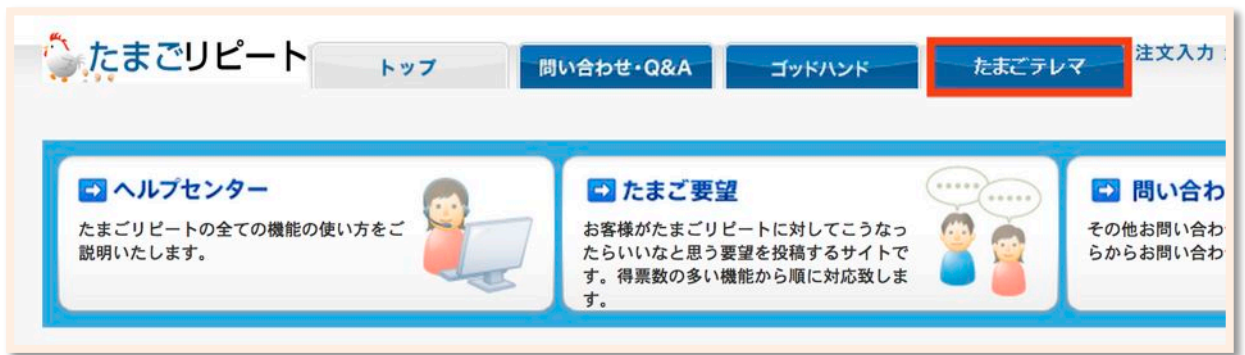 たまごリピート
トップ
問い合わせ・Q&A
ゴッドハンド
たまごテレマ
注文入力
ヘルプセンター
たまごリピートの全ての機能の使い方をご
説明いたします。
たまご要望
お客様がたまごリピートに対してこうなっ
たらいいなと思う要望を投稿するサイトで
す。得票数の多い機能から順に対応致しま
す。
問い合わ
その他お問い合わ
らからお問い合わ